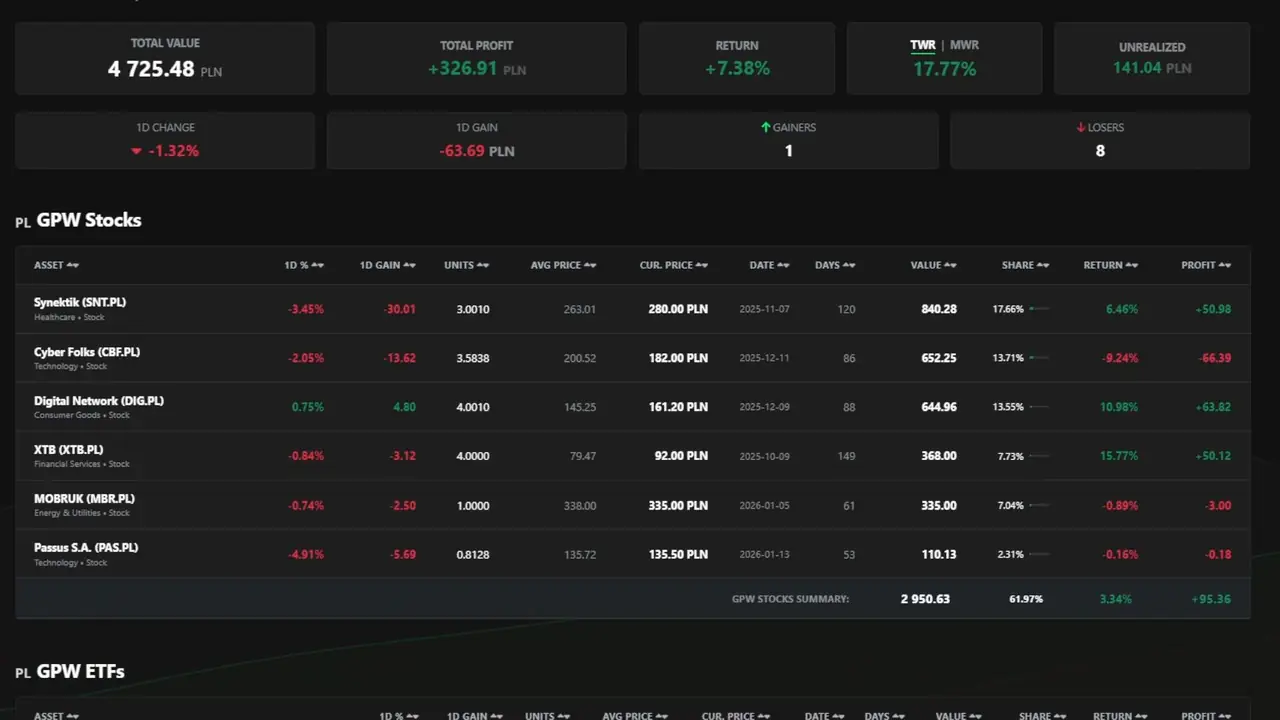 TOTAL VALUE
4 725.48 PLN
TOTAL PROFIT
+326.91 PLN
RETURN
+7.38%
TWR | MWR
17.77%
UNREALIZED
141.04 PLN
1D CHANGE
-1.32%
1D GAIN
-63.69 PLN
GAINERS
1
LOSERS
8
PL GPW Stocks
ASSET 1D % 1D GAIN UNITS AVG PRICE CUR. PRICE DATE DAYS VALUE SHARE RETURN PROFIT
Synektik (SNT.PL) -3.45% -30.01 3.0010 263.01 280.00 PLN 2025-11-07 120 840.28 17.66% 6.46% +50.98
Healthcare • Stock
Cyber Folks (CBF.PL) -2.05% -13.62 3.5838 200.52 182.00 PLN 2025-12-11 86 652.25 13.71% -9.24% -66.39
Technology • Stock
Digital Network (DIG.PL) 0.75% 4.80 4.0010 145.25 161.20 PLN 2025-12-09 88 644.96 13.55% 10.98% +63.82
Consumer Goods • Stock
XTB (XTB.PL) -0.84% -3.12 4.0000 79.47 92.00 PLN 2025-10-09 149 368.00 7.73% 15.77% +50.12
Financial Services • Stock
MOBRUK (MBR.PL) -0.74% -2.50 1.0000 338.00 335.00 PLN 2026-01-05 61 335.00 7.04% -0.89% -3.00
Energy & Utilities • Stock
Passus S.A. (PAS.PL) -4.91% -5.69 0.8128 135.72 135.50 PLN 2026-01-13 53 110.13 2.31% -0.16% -0.18
Technology • Stock
GPW STOCKS SUMMARY: 2 950.63 61.97% 3.34% +95.36
PL GPW ETFs
ASSET 1D % 1D GAIN UNITS AVG PRICE CUR. PRICE DATE DAYS VALUE SHARE RETURN PROFIT